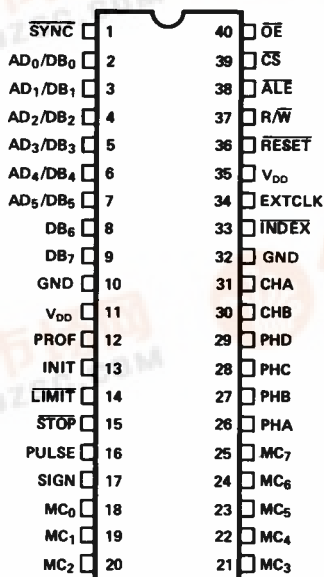 SYNC 1 40 OE
AD0/DB0 2 39 CS
AD1/DB1 3 38 ALE
AD2/DB2 4 37 R/W
AD3/DB3 5 36 RESET
AD4/DB4 6 35 VDD
AD5/DB5 7 34 EXTCLK
DB6 8 33 INDEX
DB7 9 32 GND
GND 10 31 CHA
VDD 11 30 CHB
PROF 12 29 PHD
INIT 13 28 PHC
LIMIT 14 27 PHB
STOP 15 26 PHA
PULSE 16 25 MC7
SIGN 17 24 MC6
MC0 18 23 MC5
MC1 19 22 MC4
MC2 20 21 MC3